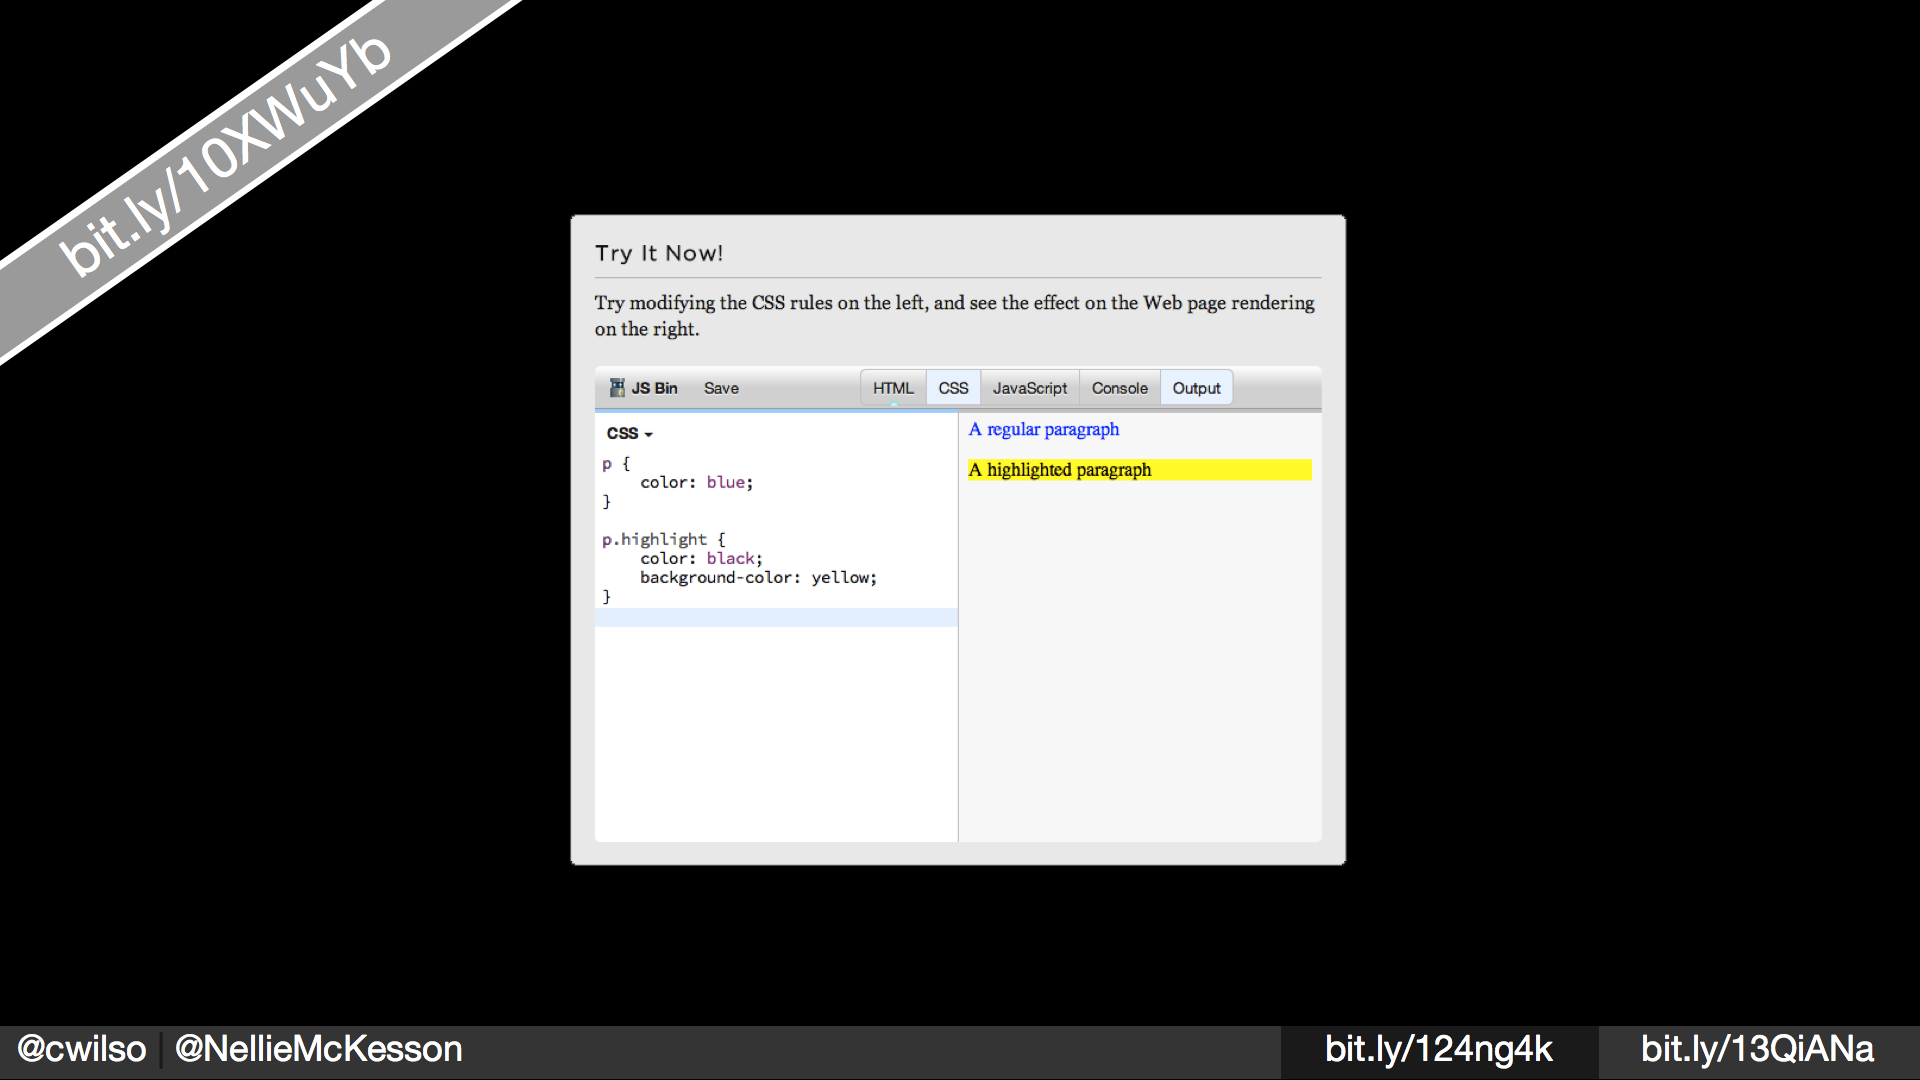 bit.ly/10XWuYb
Try It Now!
Try modifying the CSS rules on the left, and see the effect on the Web page rendering
on the right.
JS Bin Save HTML CSS JavaScript Console Output
CSS
p {
    color: blue;
}
p.highlight {
    color: black;
    background-color: yellow;
}
A regular paragraph
A highlighted paragraph
@cwilso | @NellieMcKesson bit.ly/124ng4k bit.ly/13QiANa